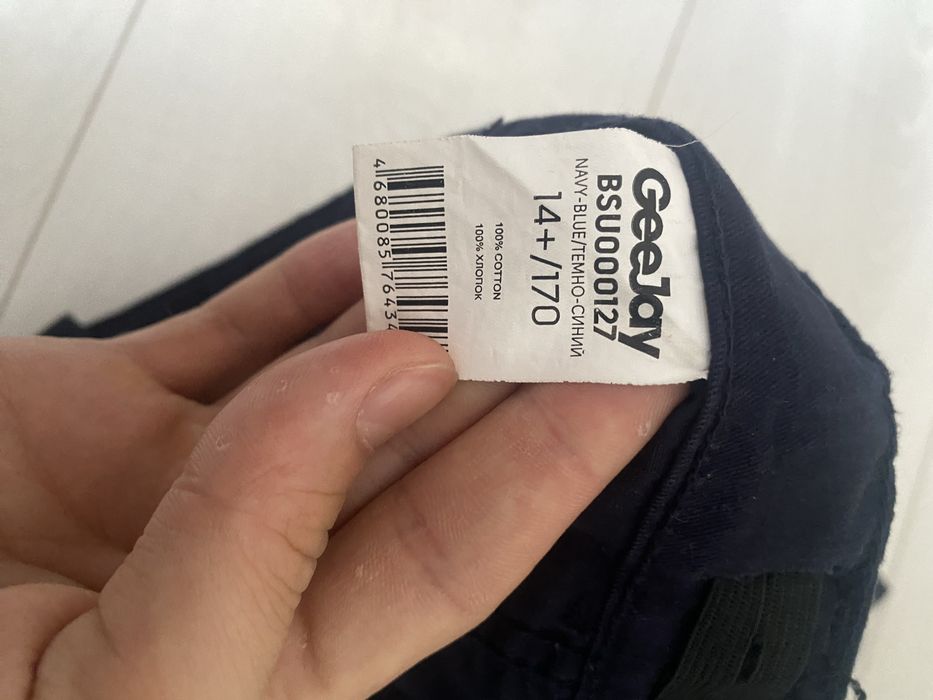 GeeJay
BSU000127
NAVY-BLUE/ТЕМНО-СИНИЙ
14+/170
100% COTTON
100% ХЛОПОК
4680085176434